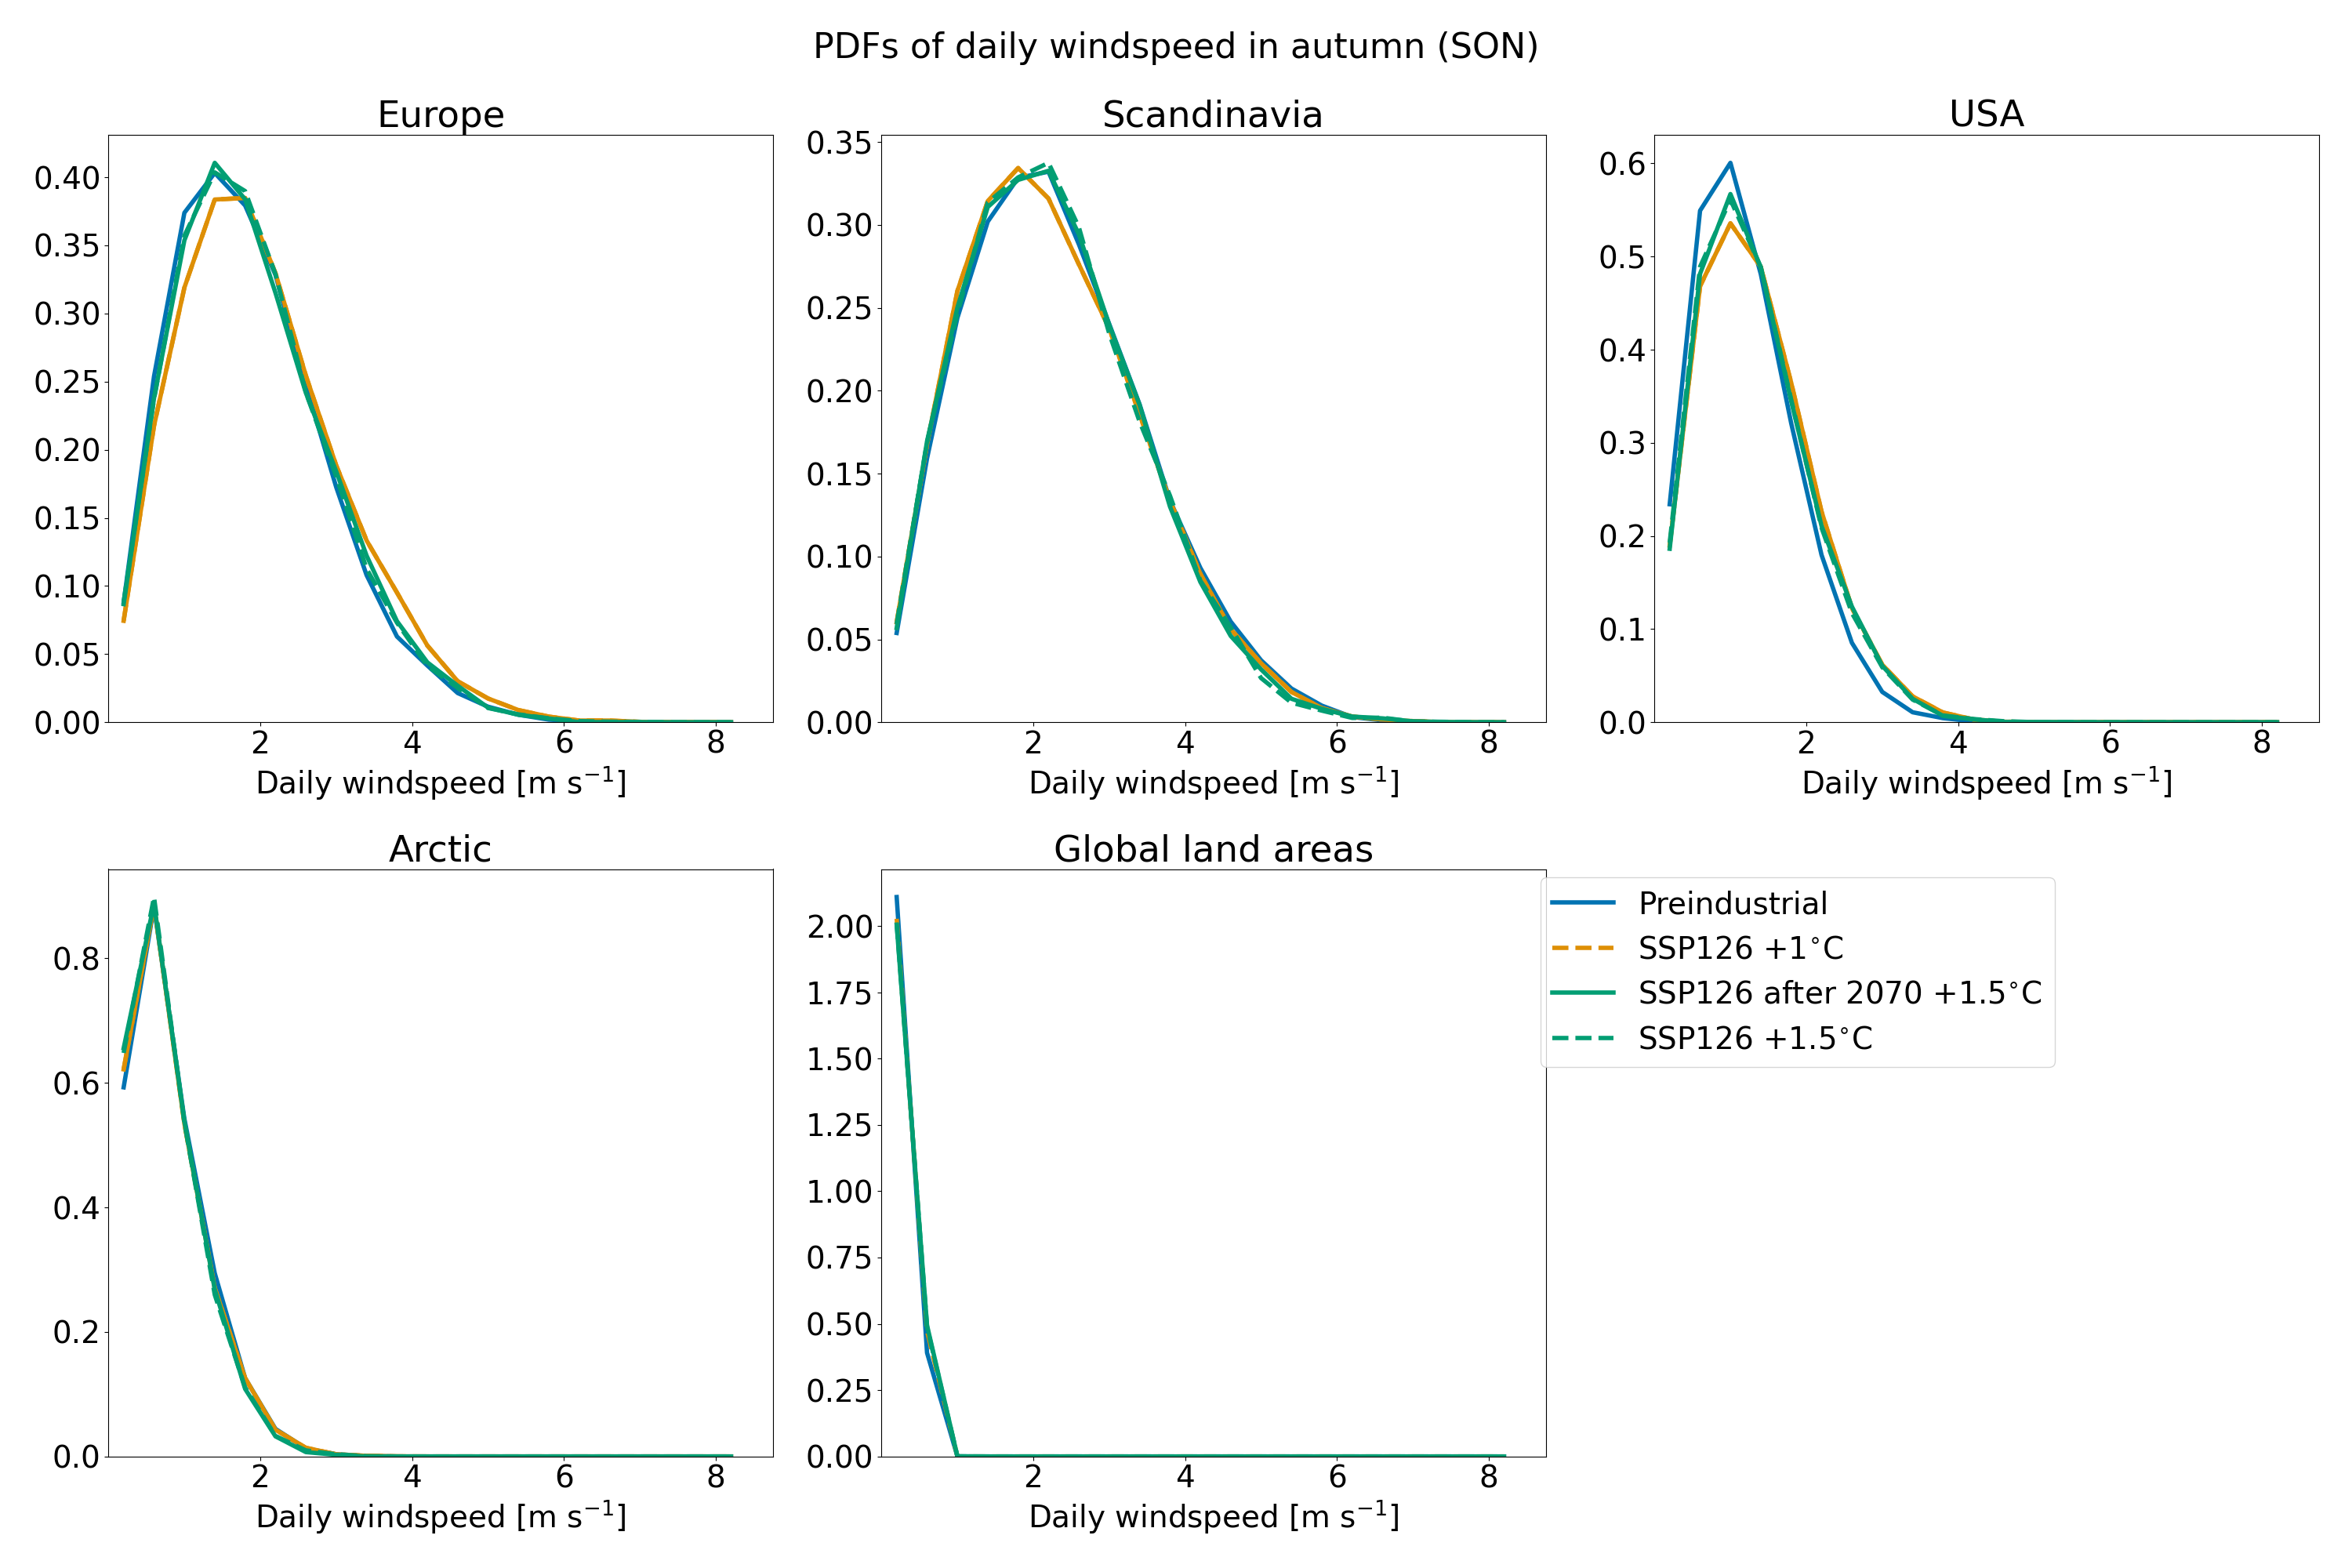 PDFs of daily windspeed in autumn (SON)
Europe
0.40
0.35
0.30
0.25
0.20
0.15
0.10
0.05
0.00
2 4 6 8
Daily windspeed [m s⁻¹]
Scandinavia
0.35
0.30
0.25
0.20
0.15
0.10
0.05
0.00
2 4 6 8
Daily windspeed [m s⁻¹]
USA
0.6
0.5
0.4
0.3
0.2
0.1
0.0
2 4 6 8
Daily windspeed [m s⁻¹]
Arctic
0.8
0.6
0.4
0.2
0.0
2 4 6 8
Daily windspeed [m s⁻¹]
Global land areas
2.00
1.75
1.50
1.25
1.00
0.75
0.50
0.25
0.00
2 4 6 8
Daily windspeed [m s⁻¹]
Preindustrial
SSP126 +1°C
SSP126 after 2070 +1.5°C
SSP126 +1.5°C